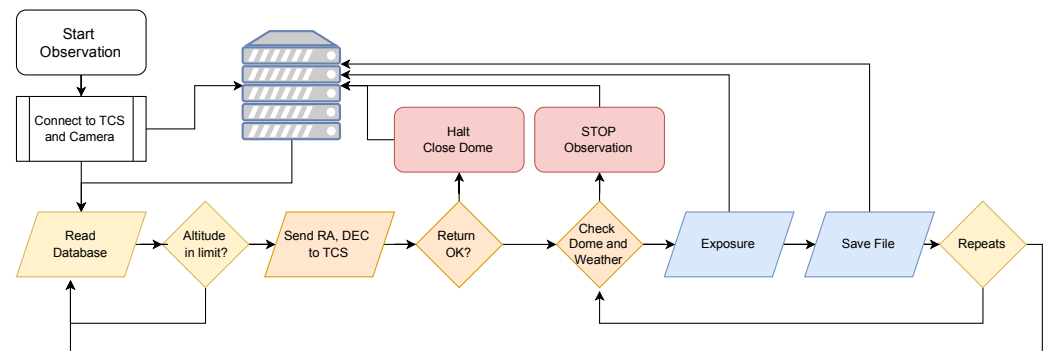 Start
Observation
Connect to TCS
and Camera
Halt
Close Dome
STOP
Observation
Read
Database
Altitude
in limit?
Send RA, DEC
to TCS
Return
OK?
Check
Dome and
Weather
Exposure
Save File
Repeats